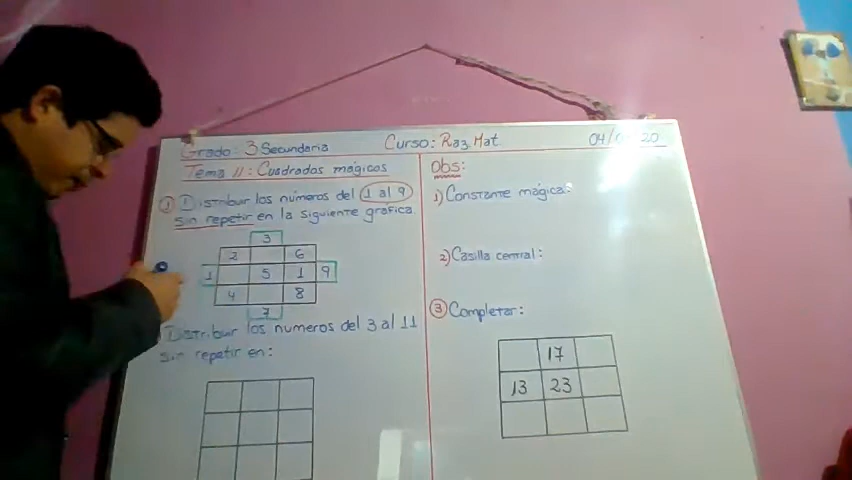 Grado: 3 Secundaria
Curso: Raz. Mat
Tema 11: Cuadrados mágicos
① Distribuir los números del 1 al 9
sin repetir en la siguiente gráfica.
3
2 6
1 5 1 9
4 8
7
Distribuir los numeros del 3 al 11
sin repetir en:
Obs:
1) Constante mágica:
2) Casilla central:
③ Completar:
17
13 23